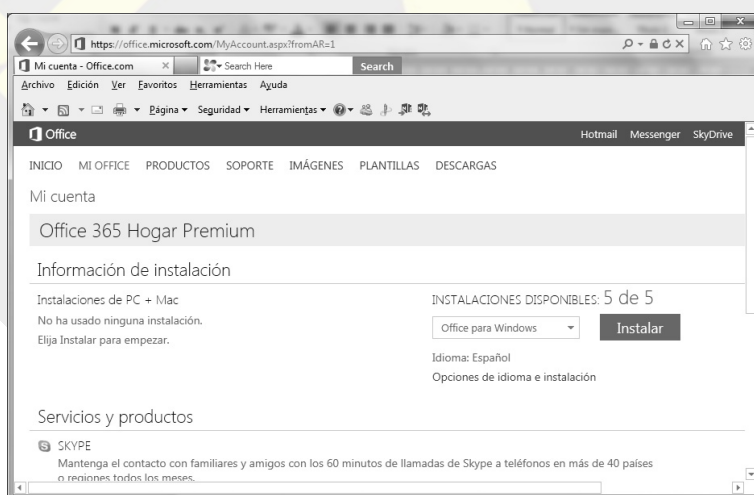 https://office.microsoft.com/MyAccount.aspx?fromAR=1
Mi cuenta - Office.com
Search Here
Search
Archivo Edición Ver Favoritos Herramientas Ayuda
Página Seguridad Herramientas
Office
Hotmail Messenger SkyDrive
INICIO MI OFFICE PRODUCTOS SOPORTE IMÁGENES PLANTILLAS DESCARGAS
Mi cuenta
Office 365 Hogar Premium
Información de instalación
Instalaciones de PC + Mac
No ha usado ninguna instalación.
Elija Instalar para empezar.
INSTALACIONES DISPONIBLES: 5 de 5
Office para Windows
Instalar
Idioma: Español
Opciones de idioma e instalación
Servicios y productos
SKYPE
Mantenga el contacto con familiares y amigos con los 60 minutos de llamadas de Skype a teléfonos en más de 40 países
o regiones todos los meses.